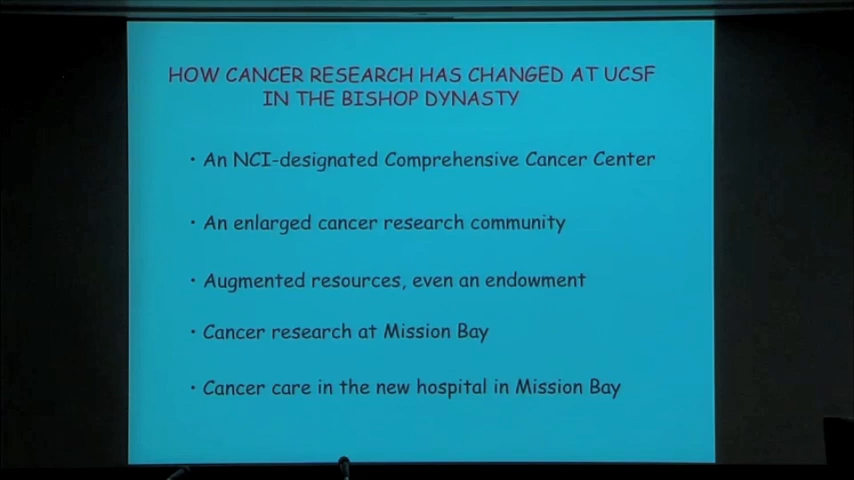 HOW CANCER RESEARCH HAS CHANGED AT UCSF
IN THE BISHOP DYNASTY
• An NCI-designated Comprehensive Cancer Center
• An enlarged cancer research community
• Augmented resources, even an endowment
• Cancer research at Mission Bay
• Cancer care in the new hospital in Mission Bay